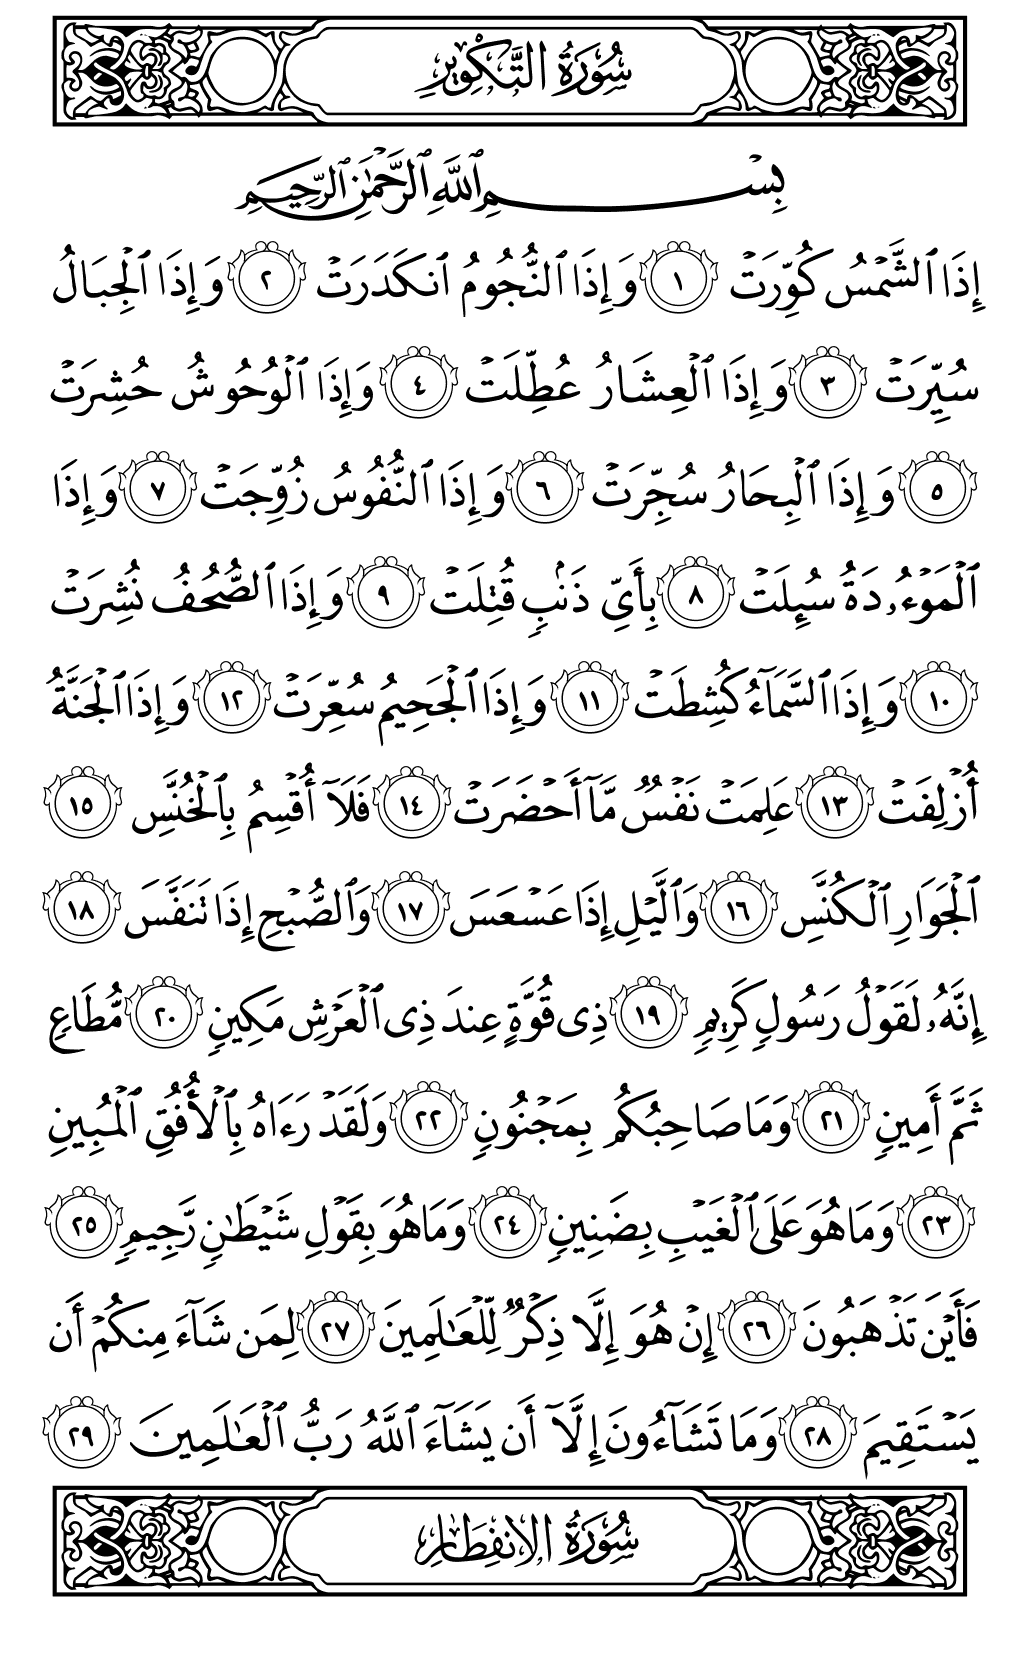 سُورَةُ التَّكْوِيرِ
بِسْمِ ٱللَّهِ ٱلرَّحْمَٰنِ ٱلرَّحِيمِ
إِذَا ٱلشَّمْسُ كُوِّرَتْ ١ وَإِذَا ٱلنُّجُومُ ٱنكَدَرَتْ ٢ وَإِذَا ٱلْجِبَالُ
سُيِّرَتْ ٣ وَإِذَا ٱلْعِشَارُ عُطِّلَتْ ٤ وَإِذَا ٱلْوُحُوشُ حُشِرَتْ
٥ وَإِذَا ٱلْبِحَارُ سُجِّرَتْ ٦ وَإِذَا ٱلنُّفُوسُ زُوِّجَتْ ٧ وَإِذَا
ٱلْمَوْءُۥدَةُ سُئِلَتْ ٨ بِأَىِّ ذَنۢبٍ قُتِلَتْ ٩ وَإِذَا ٱلصُّحُفُ نُشِرَتْ
١٠ وَإِذَا ٱلسَّمَآءُ كُشِطَتْ ١١ وَإِذَا ٱلْجَحِيمُ سُعِّرَتْ ١٢ وَإِذَا ٱلْجَنَّةُ
أُزْلِفَتْ ١٣ عَلِمَتْ نَفْسٌ مَّآ أَحْضَرَتْ ١٤ فَلَآ أُقْسِمُ بِٱلْخُنَّسِ ١٥
ٱلْجَوَارِ ٱلْكُنَّسِ ١٦ وَٱلَّيْلِ إِذَا عَسْعَسَ ١٧ وَٱلصُّبْحِ إِذَا تَنَفَّسَ ١٨
إِنَّهُۥ لَقَوْلُ رَسُولٍ كَرِيمٍ ١٩ ذِى قُوَّةٍ عِندَ ذِى ٱلْعَرْشِ مَكِينٍ ٢٠ مُّطَاعٍ
ثَمَّ أَمِينٍ ٢١ وَمَا صَاحِبُكُم بِمَجْنُونٍ ٢٢ وَلَقَدْ رَءَاهُ بِٱلْأُفُقِ ٱلْمُبِينِ
٢٣ وَمَا هُوَ عَلَى ٱلْغَيْبِ بِضَنِينٍ ٢٤ وَمَا هُوَ بِقَوْلِ شَيْطَٰنٍ رَّجِيمٍ ٢٥
فَأَيْنَ تَذْهَبُونَ ٢٦ إِنْ هُوَ إِلَّا ذِكْرٌ لِّلْعَٰلَمِينَ ٢٧ لِمَن شَآءَ مِنكُمْ أَن
يَسْتَقِيمَ ٢٨ وَمَا تَشَآءُونَ إِلَّآ أَن يَشَآءَ ٱللَّهُ رَبُّ ٱلْعَٰلَمِينَ ٢٩
سُورَةُ الانفِطَارِ